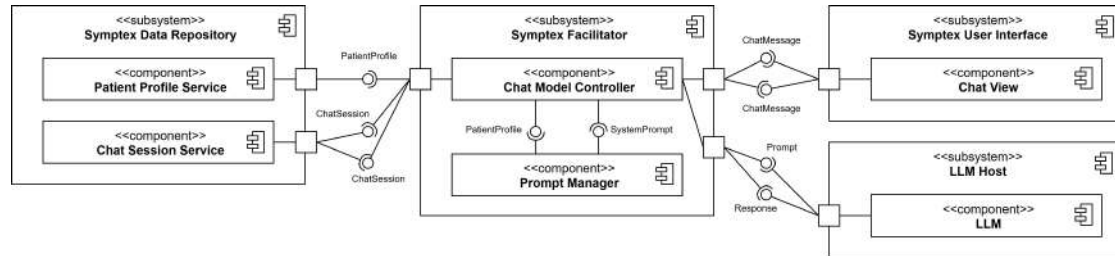 <<subsystem>>
Symptex Data Repository
<<component>>
Patient Profile Service
<<component>>
Chat Session Service
PatientProfile
ChatSession
ChatSession
<<subsystem>>
Symptex Facilitator
<<component>>
Chat Model Controller
PatientProfile
SystemPrompt
<<component>>
Prompt Manager
ChatMessage
ChatMessage
Prompt
Response
<<subsystem>>
Symptex User Interface
<<component>>
Chat View
<<subsystem>>
LLM Host
<<component>>
LLM